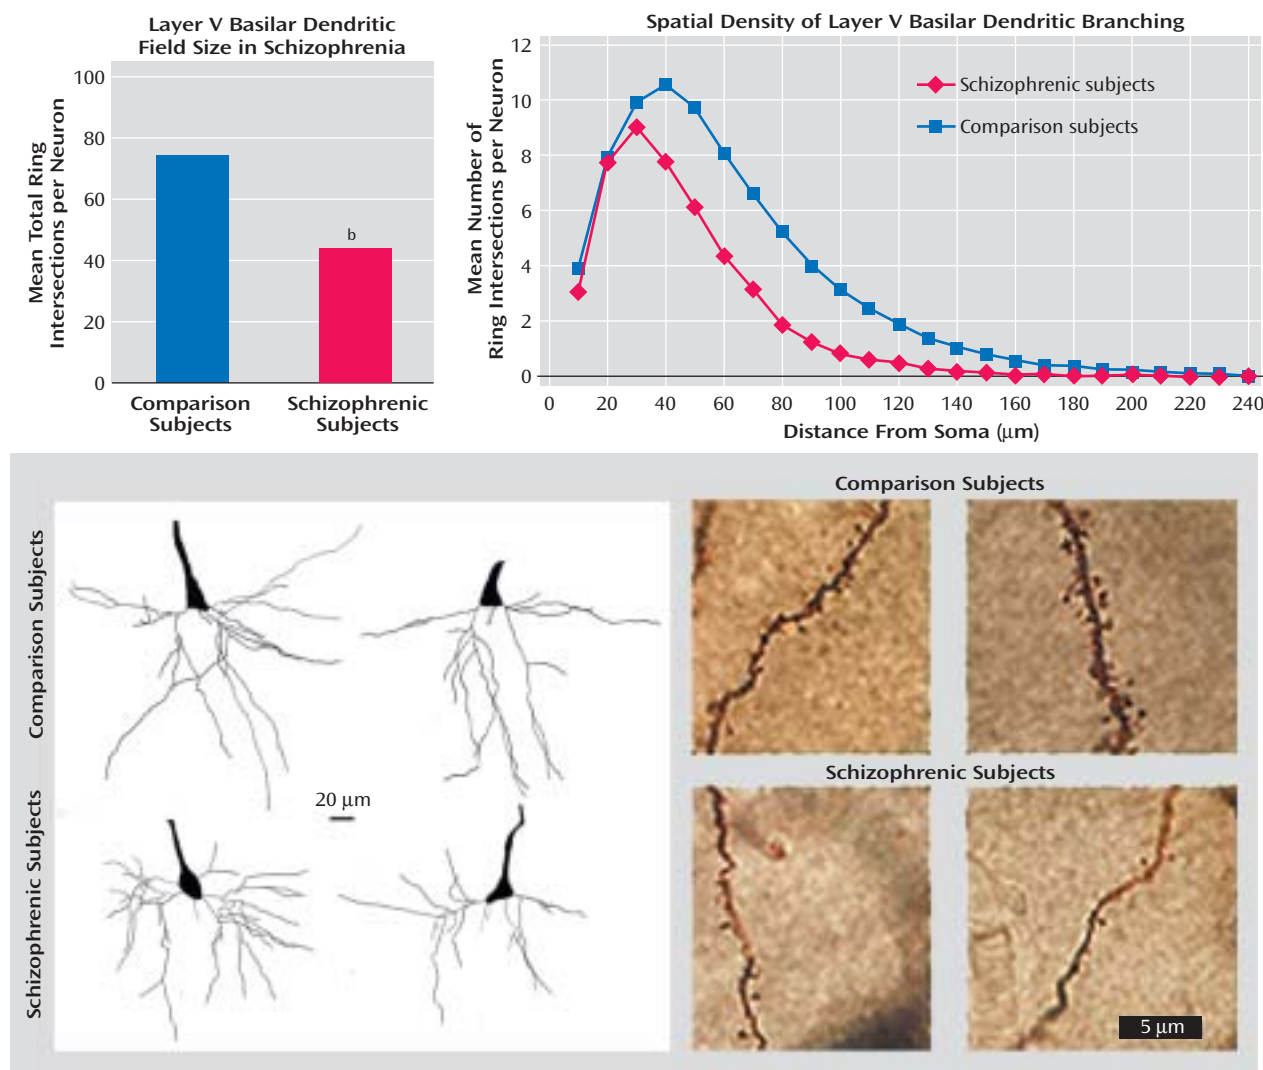 Layer V Basilar Dendritic
Field Size in Schizophrenia
Mean Total Ring
Intersections per Neuron
100
80
60
40
20
0
b
Comparison
Subjects
Schizophrenic
Subjects
Spatial Density of Layer V Basilar Dendritic Branching
Mean Number of
Ring Intersections per Neuron
12
10
8
6
4
2
0
Schizophrenic subjects
Comparison subjects
0 20 40 60 80 100 120 140 160 180 200 220 240
Distance From Soma (μm)
Comparison Subjects
Schizophrenic Subjects
20 μm
Comparison Subjects
Schizophrenic Subjects
5 μm